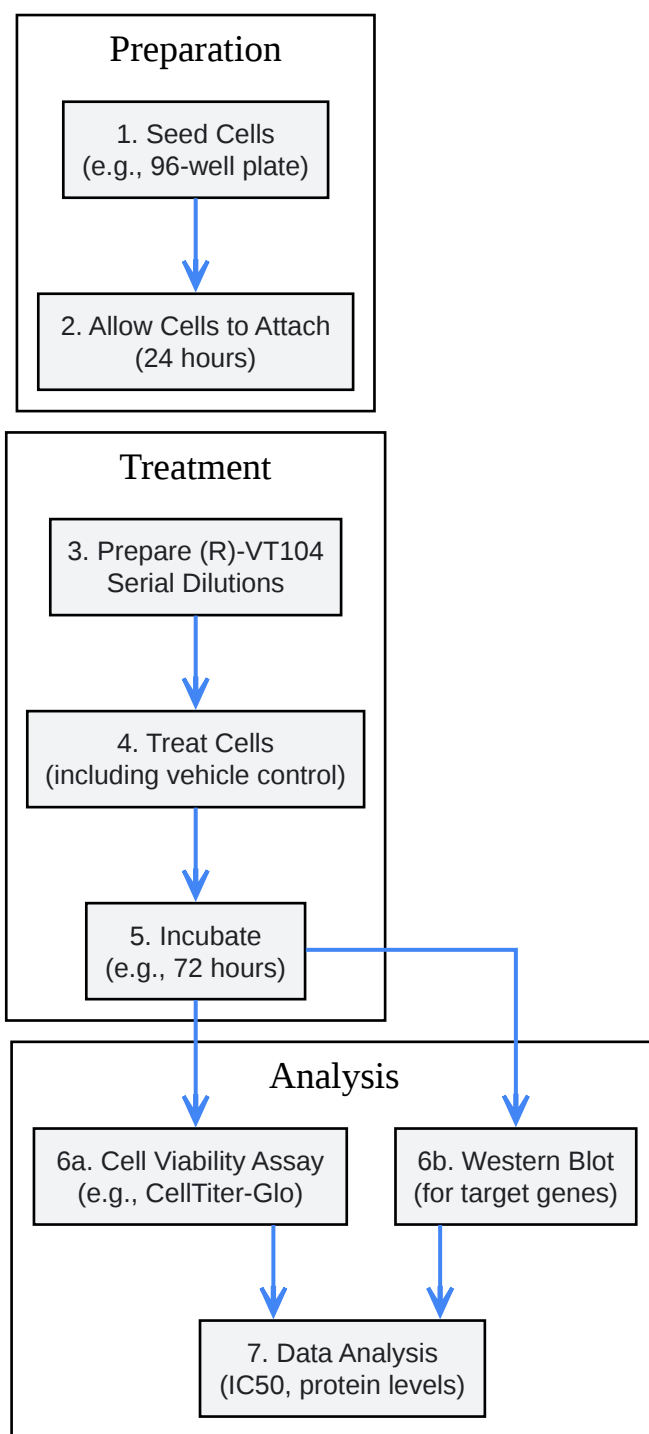 Preparation
1. Seed Cells
(e.g., 96-well plate)
2. Allow Cells to Attach
(24 hours)
Treatment
3. Prepare (R)-VT104
Serial Dilutions
4. Treat Cells
(including vehicle control)
5. Incubate
(e.g., 72 hours)
Analysis
6a. Cell Viability Assay
(e.g., CellTiter-Glo)
6b. Western Blot
(for target genes)
7. Data Analysis
(IC50, protein levels)